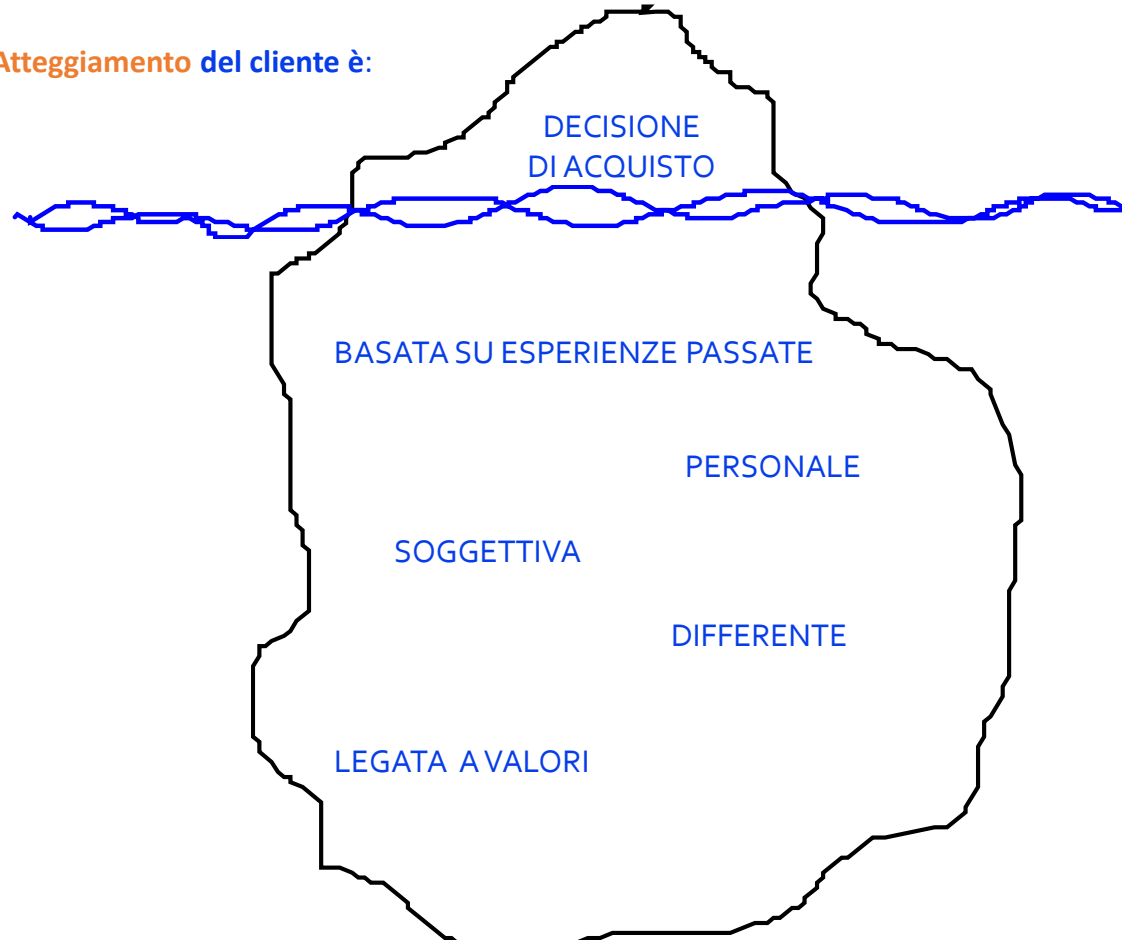 Atteggiamento del cliente è:
DECISIONE
DI ACQUISTO
BASATA SU ESPERIENZE PASSATE
PERSONALE
SOGGETTIVA
DIFFERENTE
LEGATA A VALORI